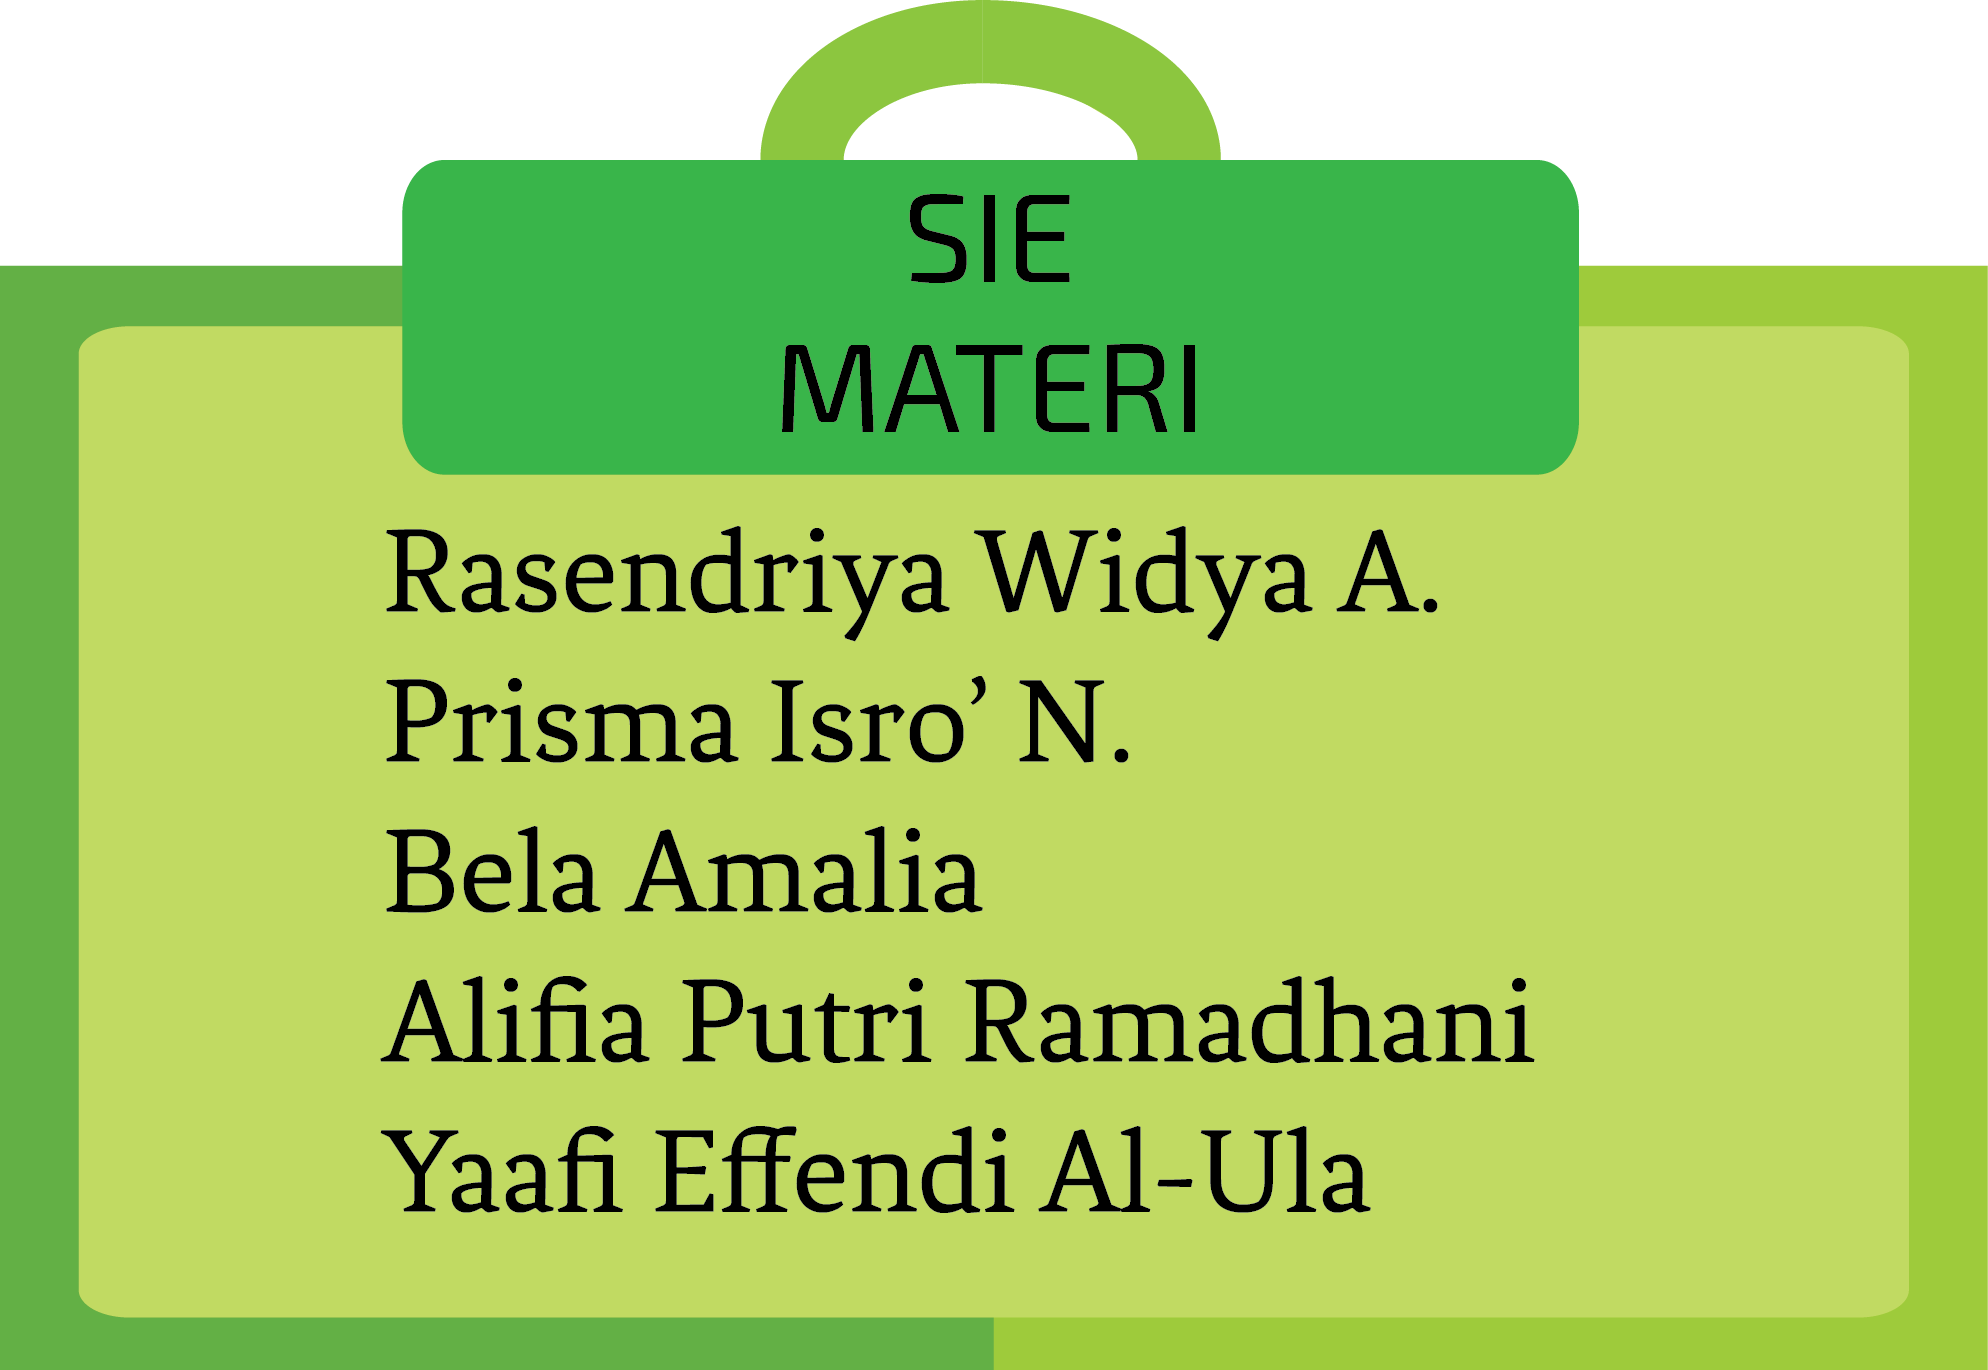 SIE
MATERI
Rasendriya Widya A.
Prisma Isro’ N.
Bela Amalia
Alifia Putri Ramadhani
Yaafi Effendi Al-Ula